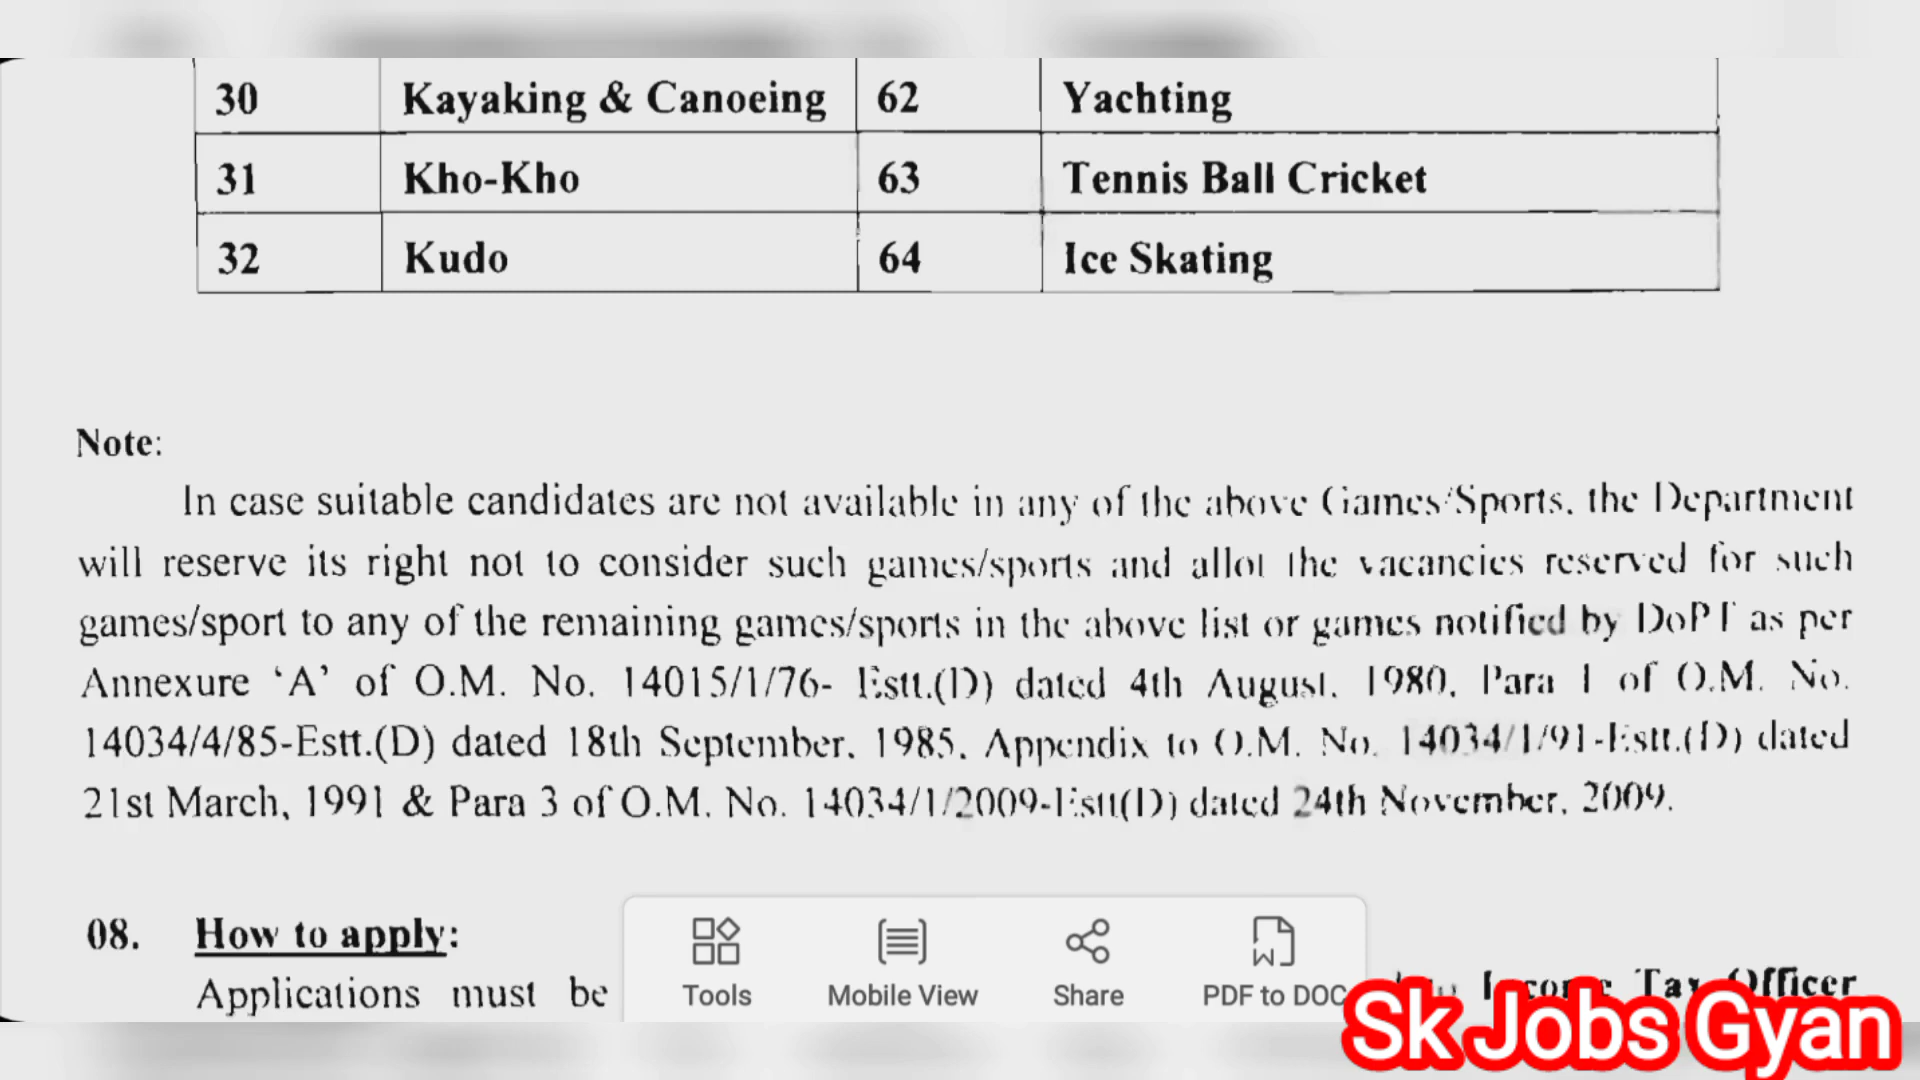 30 Kayaking & Canoeing 62 Yachting
31 Kho-Kho 63 Tennis Ball Cricket
32 Kudo 64 Ice Skating
Note:
In case suitable candidates are not available in any of the above Games/Sports, the Department
will reserve its right not to consider such games/sports and allot the vacancies reserved for such
games/sport to any of the remaining games/sports in the above list or games notified by DoPT as per
Annexure ‘A’ of O.M. No. 14015/1/76- Estt.(D) dated 4th August, 1980, Para 1 of O.M. No.
14034/4/85-Estt.(D) dated 18th September, 1985, Appendix to O.M. No. 14034/1/91-Estt.(D) dated
21st March, 1991 & Para 3 of O.M. No. 14034/1/2009-Estt(D) dated 24th November, 2009.
08. How to apply:
Applications must be Income Tax Officer
Tools Mobile View Share PDF to DOC
Sk Jobs Gyan